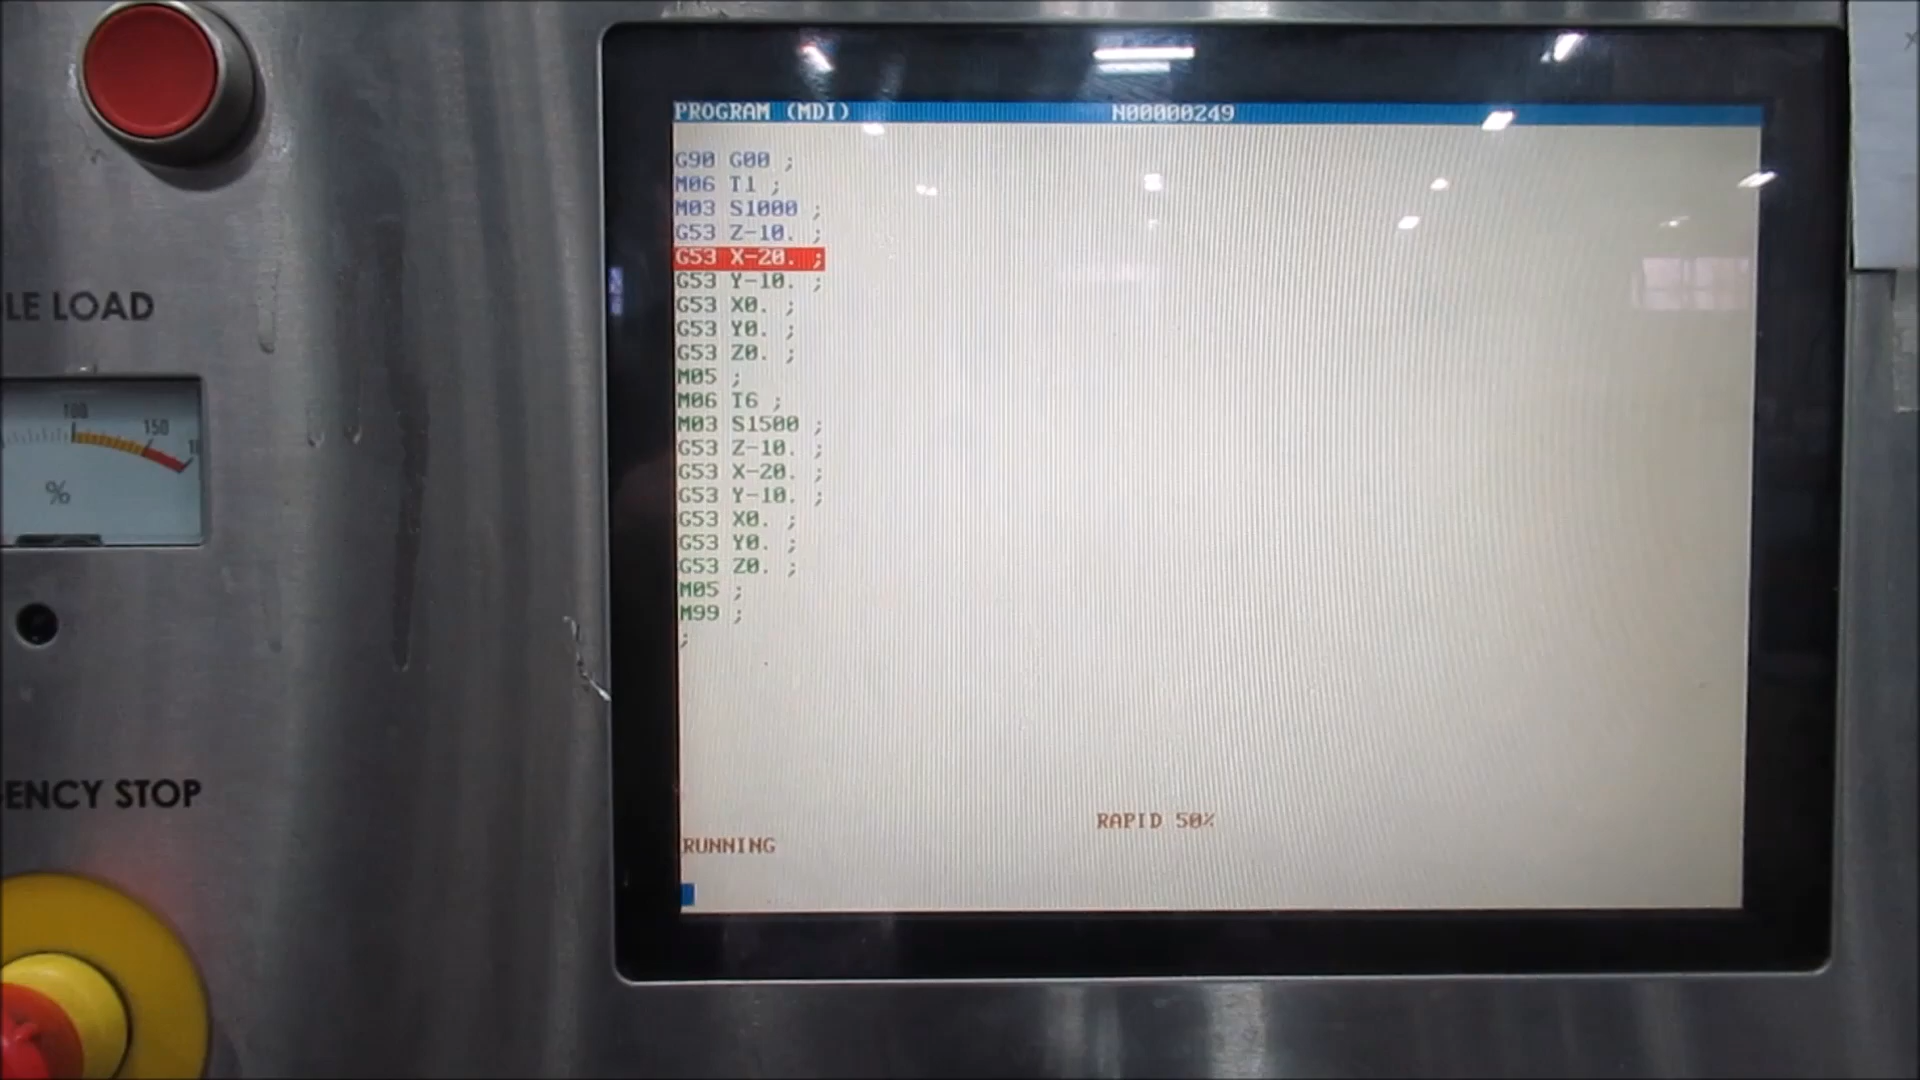 PROGRAM (MDI) N00000249
G90 G00 ;
M06 T1 ;
M03 S1000 ;
G53 Z-10. ;
G53 X-20. ;
G53 Y-10. ;
G53 X0. ;
G53 Y0. ;
G53 Z0. ;
M05 ;
M06 T6 ;
M03 S1500 ;
G53 Z-10. ;
G53 X-20. ;
G53 Y-10. ;
G53 X0. ;
G53 Y0. ;
G53 Z0. ;
M05 ;
M99 ;
;
RAPID 50%
RUNNING
LE LOAD
100 150
%
ENCY STOP